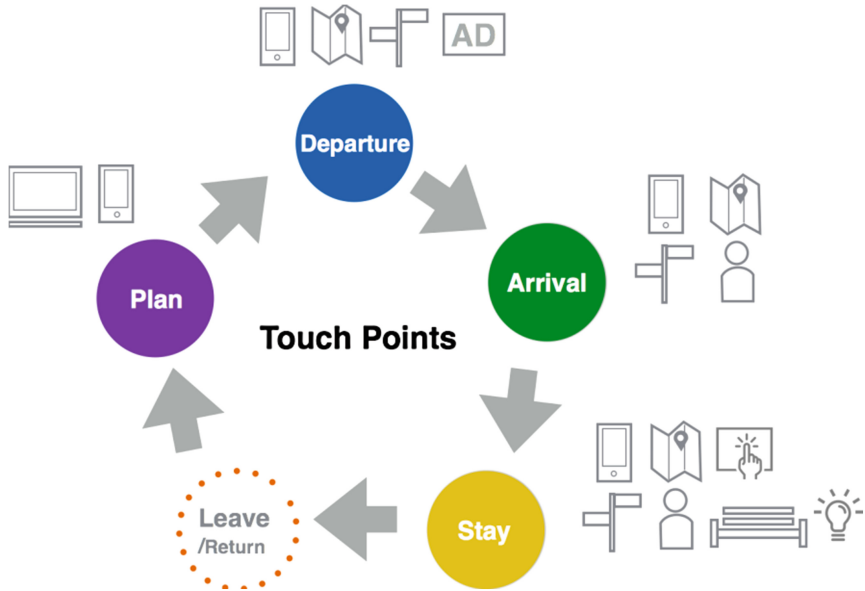 AD
Departure
Plan
Arrival
Touch Points
Leave
/Return
Stay